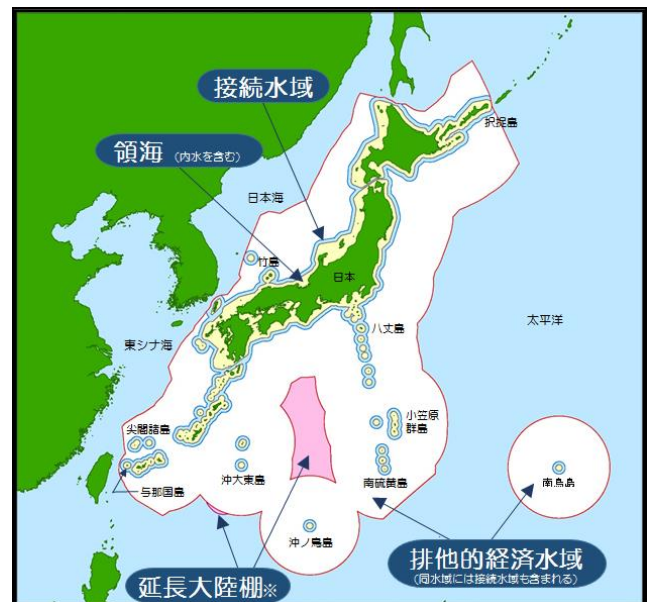 接続水域
択捉島
領海 (内水を含む)
日本海
竹島
日本
太平洋
八丈島
東シナ海
小笠原
群島
尖閣諸島
沖大東島
南硫黄島
南鳥島
与那国島
沖ノ鳥島
排他的経済水域
(同水域には接続水域も含まれる)
延長大陸棚※